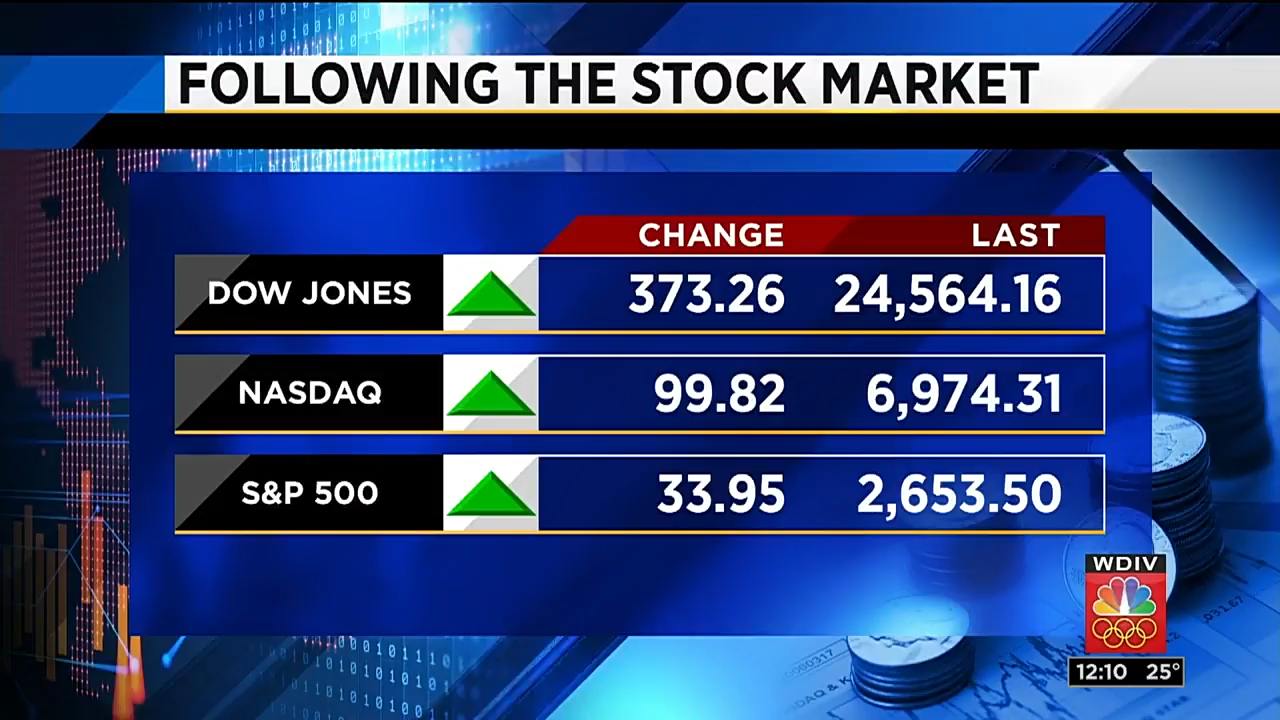 FOLLOWING THE STOCK MARKET
CHANGE LAST
DOW JONES 373.26 24,564.16
NASDAQ 99.82 6,974.31
S&P 500 33.95 2,653.50
WDIV
12:10 25°